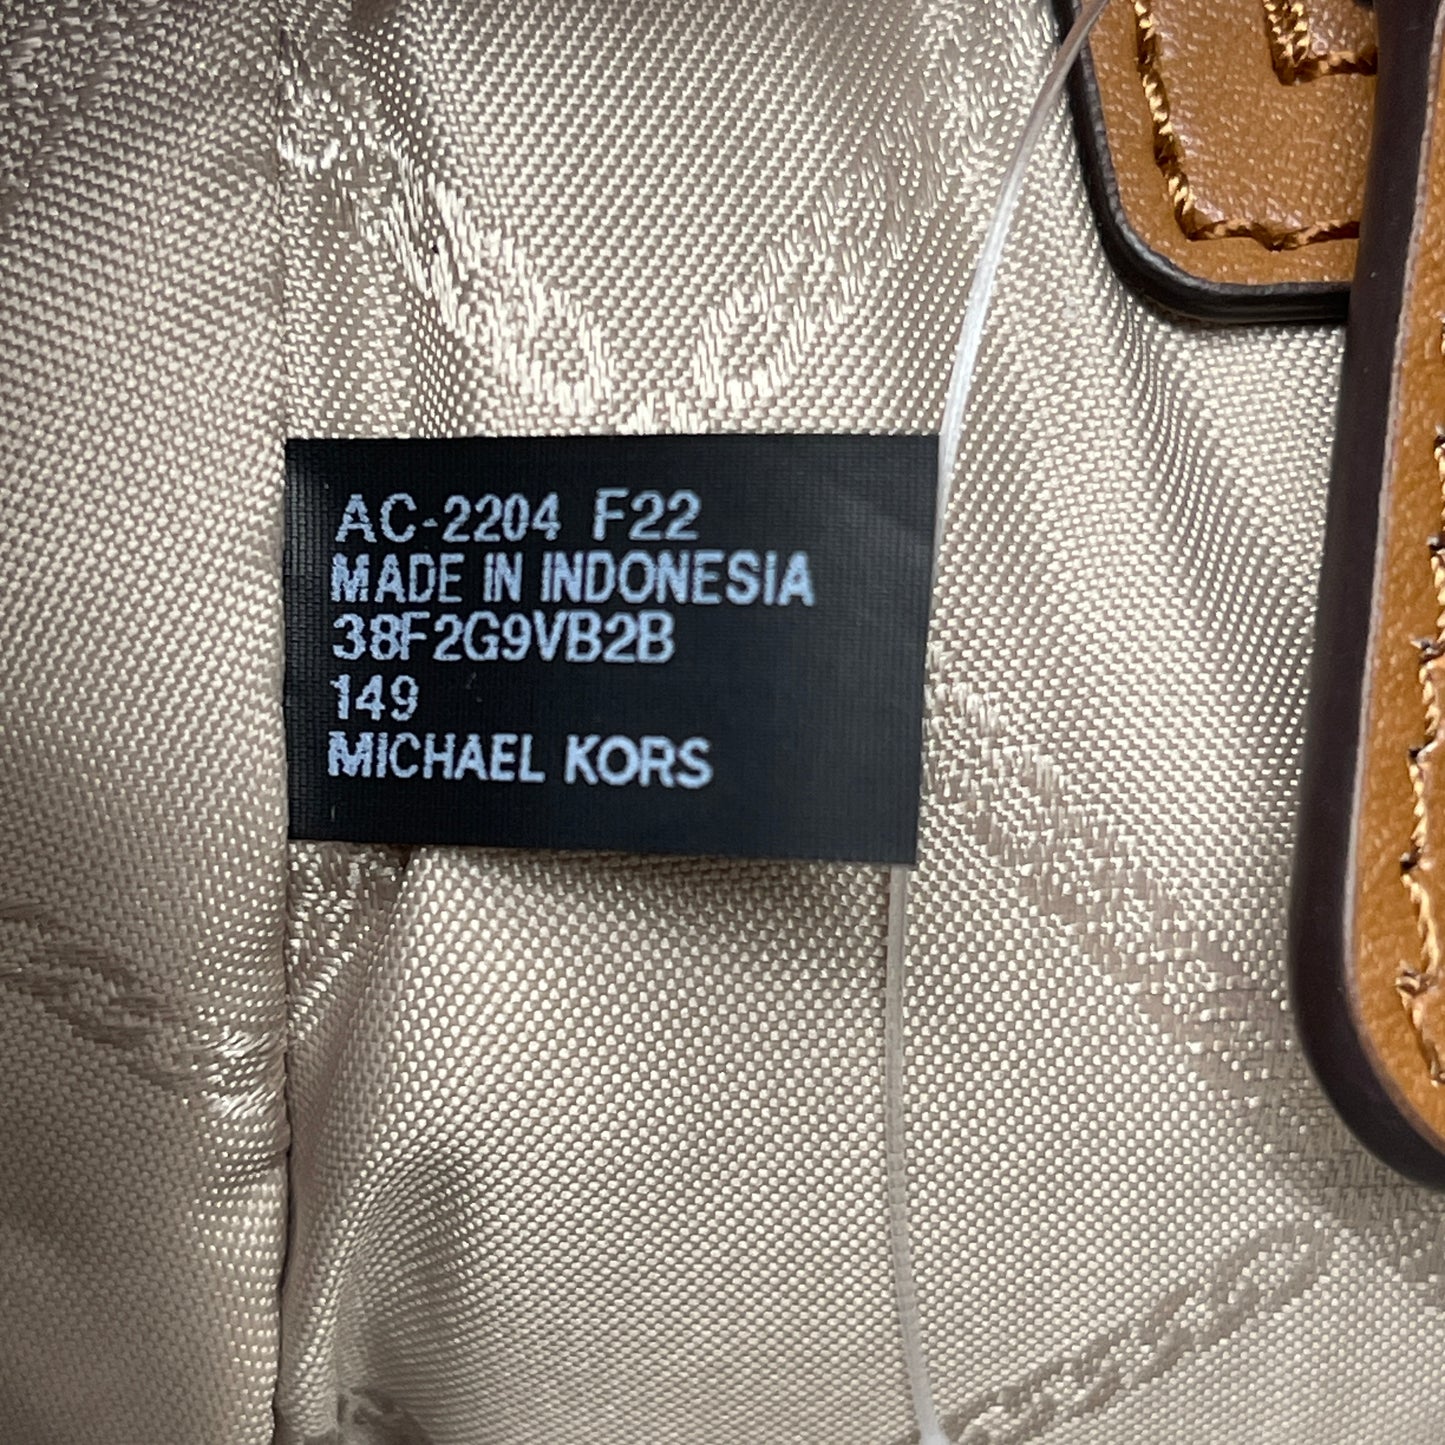 AC-2204 F22
MADE IN INDONESIA
38F2G9VB2B
149
MICHAEL KORS